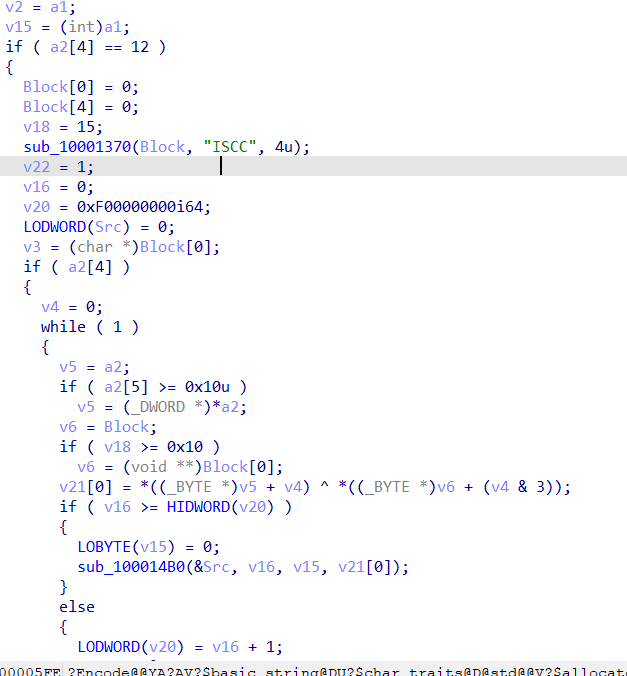 v2 = a1;
v15 = (int)a1;
if ( a2[4] == 12 )
{
  Block[0] = 0;
  Block[4] = 0;
  v18 = 15;
  sub_10001370(Block, "ISCC", 4u);
  v22 = 1;
  v16 = 0;
  v20 = 0xF00000000i64;
  LODWORD(Src) = 0;
  v3 = (char *)Block[0];
  if ( a2[4] )
  {
    v4 = 0;
    while ( 1 )
    {
      v5 = a2;
      if ( a2[5] >= 0x10u )
        v5 = (_DWORD *)*a2;
      v6 = Block;
      if ( v18 >= 0x10 )
        v6 = (void **)Block[0];
      v21[0] = *((_BYTE *)v5 + v4) ^ *((_BYTE *)v6 + (v4 & 3));
      if ( v16 >= HIDWORD(v20) )
      {
        LOBYTE(v15) = 0;
        sub_100014B0(&Src, v16, v15, v21[0]);
      }
      else
      {
        LODWORD(v20) = v16 + 1;
00005FE ?Encode@@YA?AV?$basic_string@DU?$char_traits@D@std@@V?$allocat